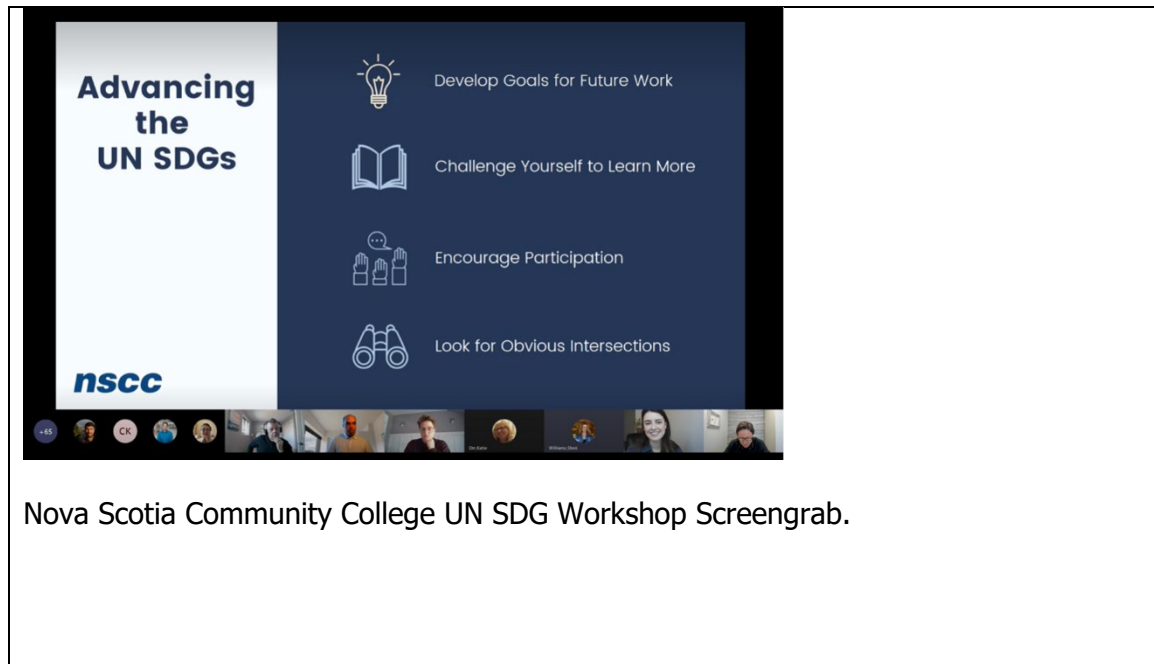 Advancing
the
UN SDGs
Develop Goals for Future Work
Challenge Yourself to Learn More
Encourage Participation
Look for Obvious Intersections
nscc
+65
CK
Nova Scotia Community College UN SDG Workshop Screengrab.